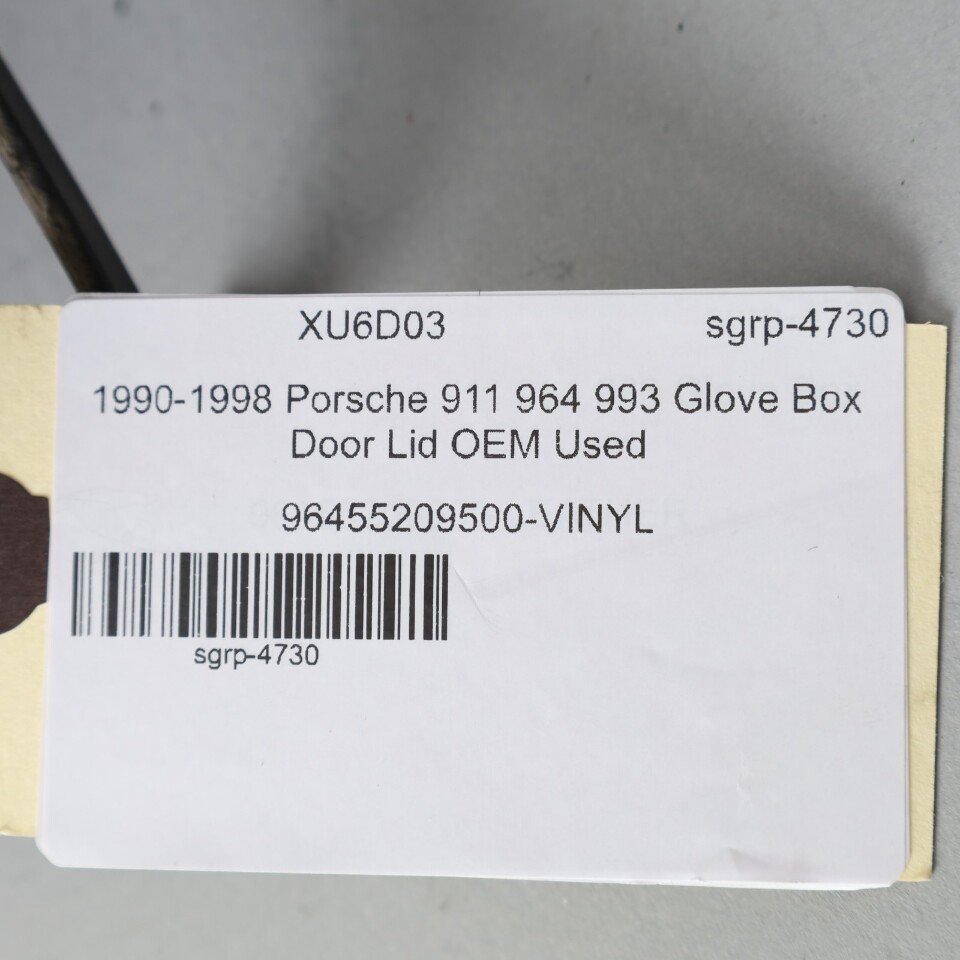 XU6D03 sgrp-4730
1990-1998 Porsche 911 964 993 Glove Box
Door Lid OEM Used
96455209500-VINYL
sgrp-4730